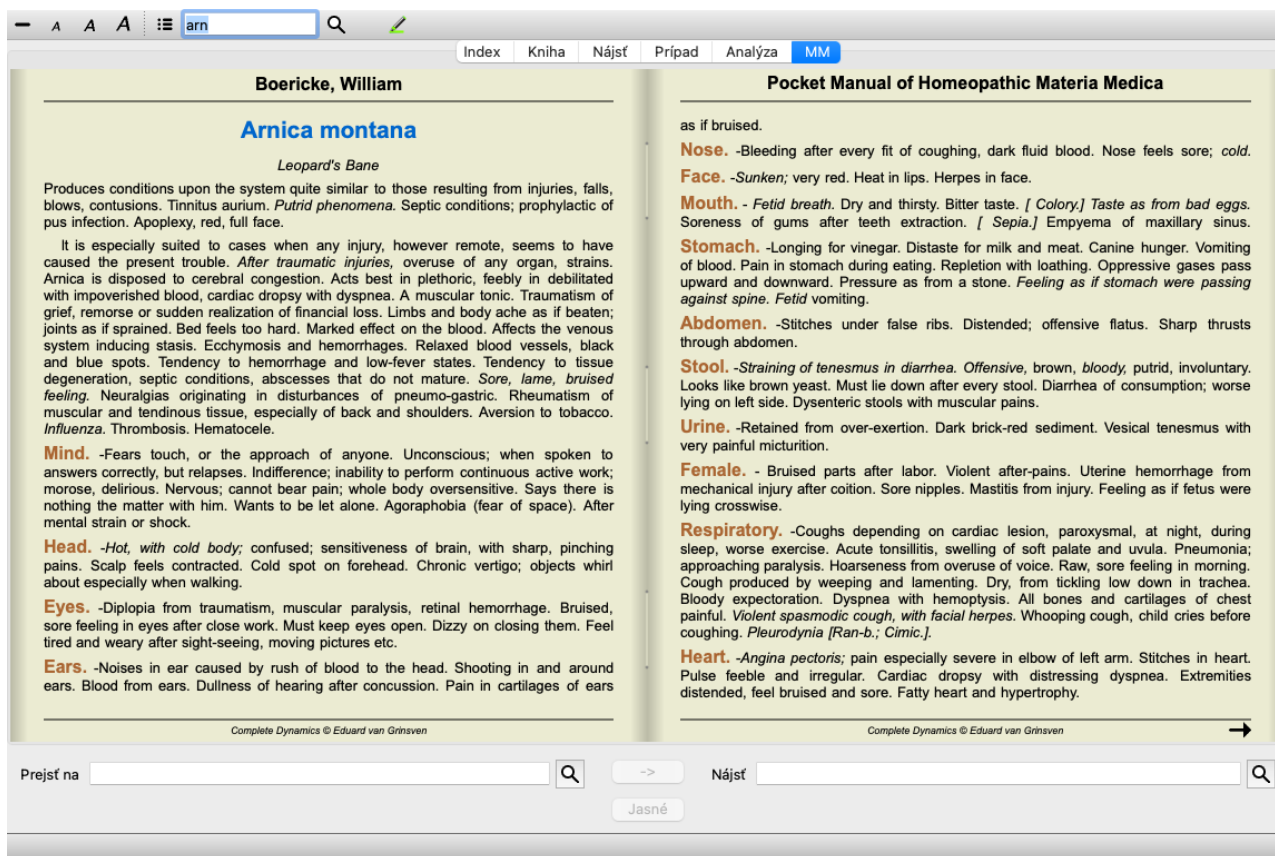 A A A arn
Index Kniha Nájsť Prípad Analýza MM
Boericke, William
Arnica montana
Leopard's Bane
Produces conditions upon the system quite similar to those resulting from injuries, falls,
blows, contusions. Tinnitus aurium. Putrid phenomena. Septic conditions; prophylactic of
pus infection. Apoplexy, red, full face.
It is especially suited to cases when any injury, however remote, seems to have
caused the present trouble. After traumatic injuries, overuse of any organ, strains.
Arnica is disposed to cerebral congestion. Acts best in plethoric, feebly in debilitated
with impoverished blood, cardiac dropsy with dyspnea. A muscular tonic. Traumatism of
grief, remorse or sudden realization of financial loss. Limbs and body ache as if beaten;
joints as if sprained. Bed feels too hard. Marked effect on the blood. Affects the venous
system inducing stasis. Ecchymosis and hemorrhages. Relaxed blood vessels, black
and blue spots. Tendency to hemorrhage and low-fever states. Tendency to tissue
degeneration, septic conditions, abscesses that do not mature. Sore, lame, bruised
feeling. Neuralgias originating in disturbances of pneumo-gastric. Rheumatism of
muscular and tendinous tissue, especially of back and shoulders. Aversion to tobacco.
Influenza. Thrombosis. Hematocele.
Mind. -Fears touch, or the approach of anyone. Unconscious; when spoken to
answers correctly, but relapses. Indifference; inability to perform continuous active work;
morose, delirious. Nervous; cannot bear pain; whole body oversensitive. Says there is
nothing the matter with him. Wants to be let alone. Agoraphobia (fear of space). After
mental strain or shock.
Head. -Hot, with cold body; confused; sensitiveness of brain, with sharp, pinching
pains. Scalp feels contracted. Cold spot on forehead. Chronic vertigo; objects whirl
about especially when walking.
Eyes. -Diplopia from traumatism, muscular paralysis, retinal hemorrhage. Bruised,
sore feeling in eyes after close work. Must keep eyes open. Dizzy on closing them. Feel
tired and weary after sight-seeing, moving pictures etc.
Ears. -Noises in ear caused by rush of blood to the head. Shooting in and around
ears. Blood from ears. Dullness of hearing after concussion. Pain in cartilages of ears
Complete Dynamics © Eduard van Grinsven
Pocket Manual of Homeopathic Materia Medica
as if bruised.
Nose. -Bleeding after every fit of coughing, dark fluid blood. Nose feels sore; cold.
Face. -Sunken; very red. Heat in lips. Herpes in face.
Mouth. - Fetid breath. Dry and thirsty. Bitter taste. [ Colory.] Taste as from bad eggs.
Soreness of gums after teeth extraction. [ Sepia.] Empyema of maxillary sinus.
Stomach. -Longing for vinegar. Distaste for milk and meat. Canine hunger. Vomiting
of blood. Pain in stomach during eating. Repletion with loathing. Oppressive gases pass
upward and downward. Pressure as from a stone. Feeling as if stomach were passing
against spine. Fetid vomiting.
Abdomen. -Stitches under false ribs. Distended; offensive flatus. Sharp thrusts
through abdomen.
Stool. -Straining of tenesmus in diarrhea. Offensive, brown, bloody, putrid, involuntary.
Looks like brown yeast. Must lie down after every stool. Diarrhea of consumption; worse
lying on left side. Dysenteric stools with muscular pains.
Urine. -Retained from over-exertion. Dark brick-red sediment. Vesical tenesmus with
very painful micturition.
Female. - Bruised parts after labor. Violent after-pains. Uterine hemorrhage from
mechanical injury after coition. Sore nipples. Mastitis from injury. Feeling as if fetus were
lying crosswise.
Respiratory. -Coughs depending on cardiac lesion, paroxysmal, at night, during
sleep, worse exercise. Acute tonsillitis, swelling of soft palate and uvula. Pneumonia;
approaching paralysis. Hoarseness from overuse of voice. Raw, sore feeling in morning.
Cough produced by weeping and lamenting. Dry, from tickling low down in trachea.
Bloody expectoration. Dyspnea with hemoptysis. All bones and cartilages of chest
painful. Violent spasmodic cough, with facial herpes. Whooping cough, child cries before
coughing. Pleurodynia [Ran-b.; Cimic.].
Heart. -Angina pectoris; pain especially severe in elbow of left arm. Stitches in heart.
Pulse feeble and irregular. Cardiac dropsy with distressing dyspnea. Extremities
distended, feel bruised and sore. Fatty heart and hypertrophy.
Complete Dynamics © Eduard van Grinsven
Prejsť na -> Nájsť
Jasné